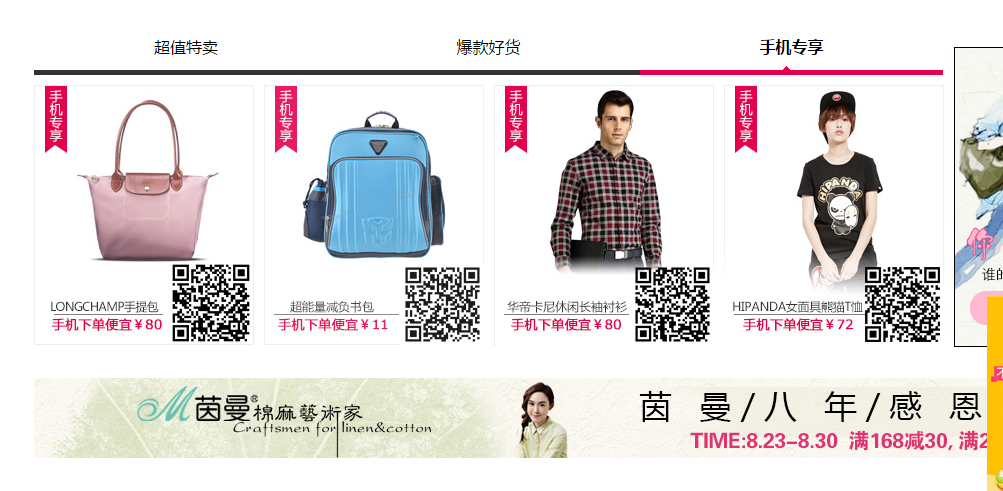 超值特卖
爆款好货
手机专享
手机专享
手机专享
手机专享
手机专享
HIPANDA
LONGCHAMP手提包
手机下单便宜￥80
超能量减负书包
手机下单便宜￥11
华帝卡尼休闲长袖衬衫
手机下单便宜￥80
HIPANDA女面具熊猫T恤
手机下单便宜￥72
你
谁的
M茵曼®棉麻藝術家
Craftsmen for linen&cotton
茵 曼/八 年/感 恩
TIME:8.23-8.30 满168减30, 满2